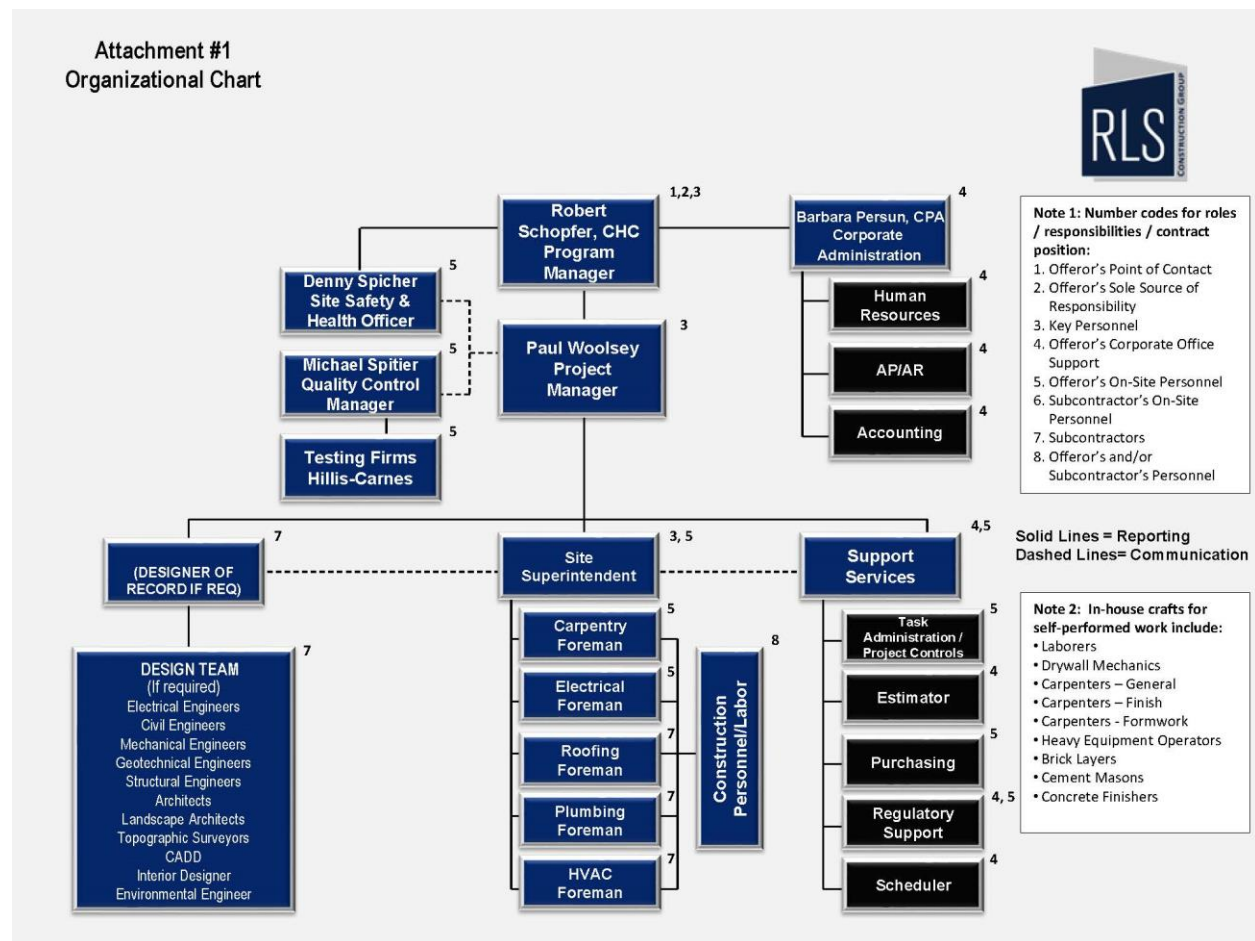 Attachment #1
Organizational Chart
RLS
CONSTRUCTION GROUP
1,2,3
Robert
Schopfer, CHC
Program
Manager
4
Barbara Persun, CPA
Corporate
Administration
5
Denny Spicher
Site Safety &
Health Officer
4
Human
Resources
3
Paul Woolsey
Project
Manager
5
Michael Spitier
Quality Control
Manager
4
AP/AR
5
Testing Firms
Hillis-Carnes
4
Accounting
Note 1: Number codes for roles
/ responsibilities / contract
position:
1. Offeror's Point of Contact
2. Offeror's Sole Source of
Responsibility
3. Key Personnel
4. Offeror's Corporate Office
Support
5. Offeror's On-Site Personnel
6. Subcontractor's On-Site
Personnel
7. Subcontractors
8. Offeror's and/or
Subcontractor's Personnel
Solid Lines = Reporting
Dashed Lines= Communication
7
(DESIGNER OF
RECORD IF REQ)
3, 5
Site
Superintendent
4,5
Support
Services
7
DESIGN TEAM
(If required)
Electrical Engineers
Civil Engineers
Mechanical Engineers
Geotechnical Engineers
Structural Engineers
Architects
Landscape Architects
Topographic Surveyors
CADD
Interior Designer
Environmental Engineer
5
Carpentry
Foreman
5
Electrical
Foreman
7
Roofing
Foreman
7
Plumbing
Foreman
7
HVAC
Foreman
8
Construction
Personnel/Labor
5
Task
Administration /
Project Controls
4
Estimator
5
Purchasing
4, 5
Regulatory
Support
4
Scheduler
Note 2: In-house crafts for
self-performed work include:
• Laborers
• Drywall Mechanics
• Carpenters – General
• Carpenters – Finish
• Carpenters - Formwork
• Heavy Equipment Operators
• Brick Layers
• Cement Masons
• Concrete Finishers